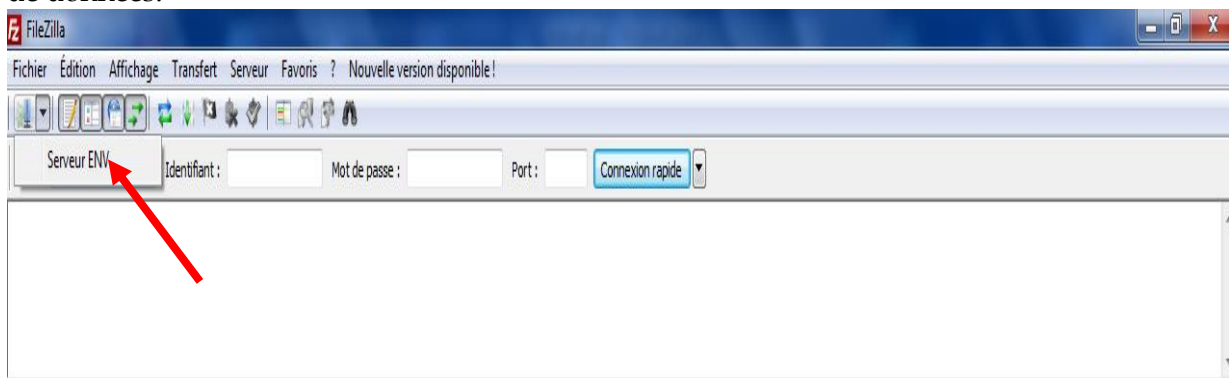 de données.
FileZilla
Fichier Édition Affichage Transfert Serveur Favoris ? Nouvelle version disponible !
Serveur ENV
Identifiant : Mot de passe : Port : Connexion rapide